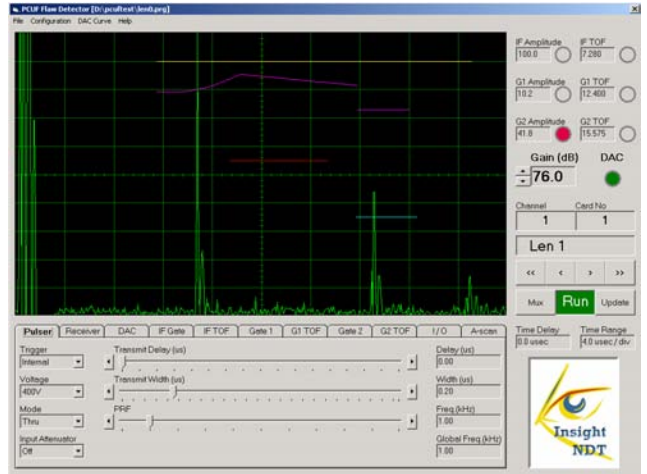 PCUF Flaw Detector [D:\pcuftest\len0.prg]
File Configuration DAC Curve Help
IF Amplitude IF TOF
100.0 7.280
G1 Amplitude G1 TOF
10.2 12.400
G2 Amplitude G2 TOF
41.8 15.575
Gain (dB) DAC
76.0
Channel Card No
1 1
Len 1
<< < > >>
Mux Run Update
Time Delay Time Range
0.0 usec 4.0 usec / div
Pulser Receiver DAC IF Gate IF TOF Gate 1 G1 TOF Gate 2 G2 TOF I / O A-scan
Trigger Transmit Delay (us) Delay (us)
Internal 0.00
Voltage Transmit Width (us) Width (us)
400V 0.20
Mode PRF Freq.(kHz)
Thru 1.00
Input Attenuator Global Freq.(kHz)
Off 1.00
Insight
NDT